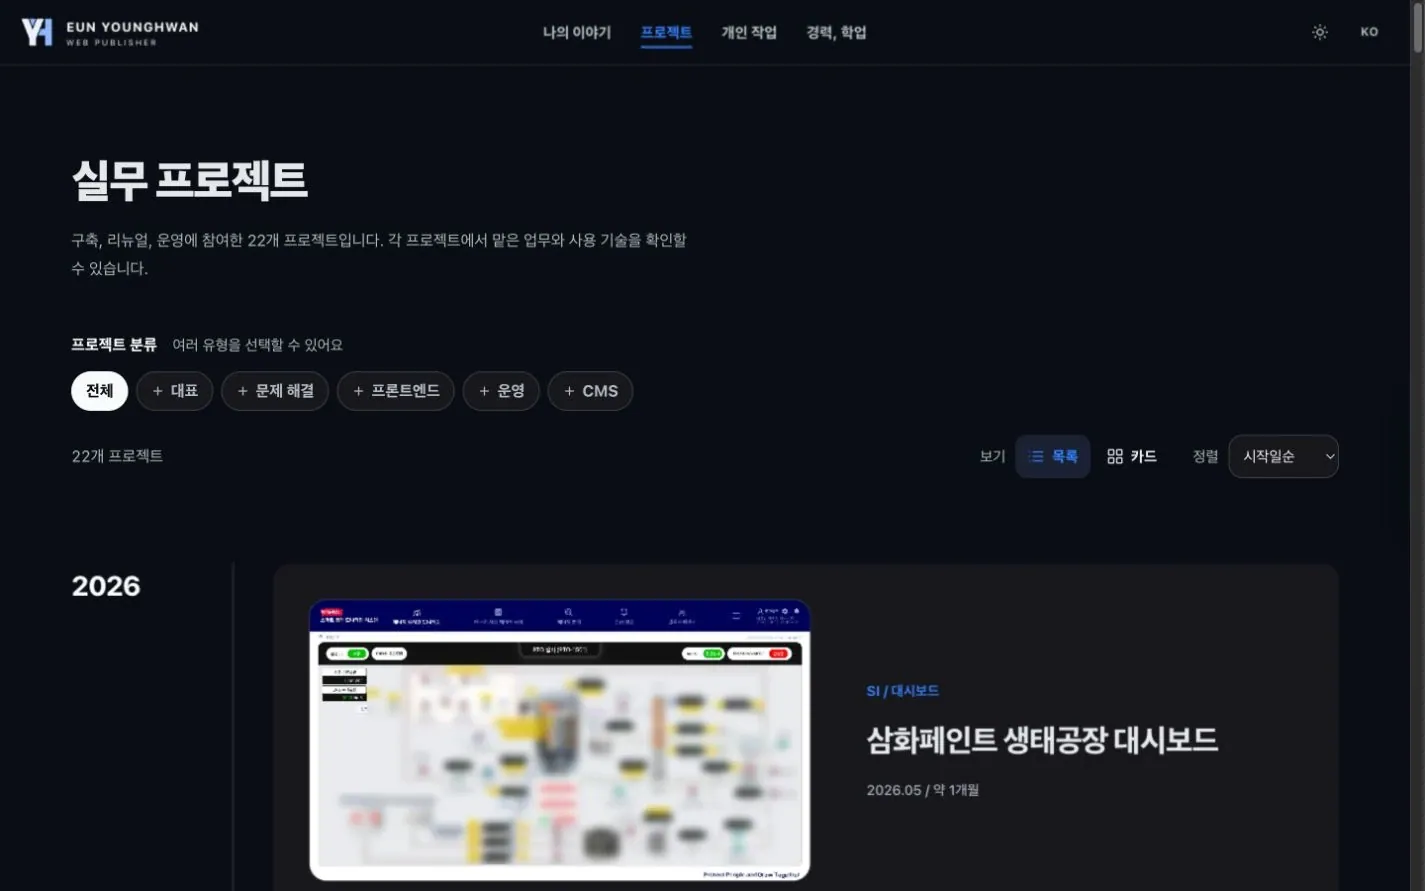 EUN YOUNGHWAN
WEB PUBLISHER
나의 이야기
프로젝트
개인 작업
경력, 학업
KO
실무 프로젝트
구축, 리뉴얼, 운영에 참여한 22개 프로젝트입니다. 각 프로젝트에서 맡은 업무와 사용 기술을 확인할
수 있습니다.
프로젝트 분류 여러 유형을 선택할 수 있어요
전체
+ 대표
+ 문제 해결
+ 프론트엔드
+ 운영
+ CMS
22개 프로젝트
보기
목록
카드
정렬
시작일순
2026
SI / 대시보드
삼화페인트 생태공장 대시보드
2026.05 / 약 1개월